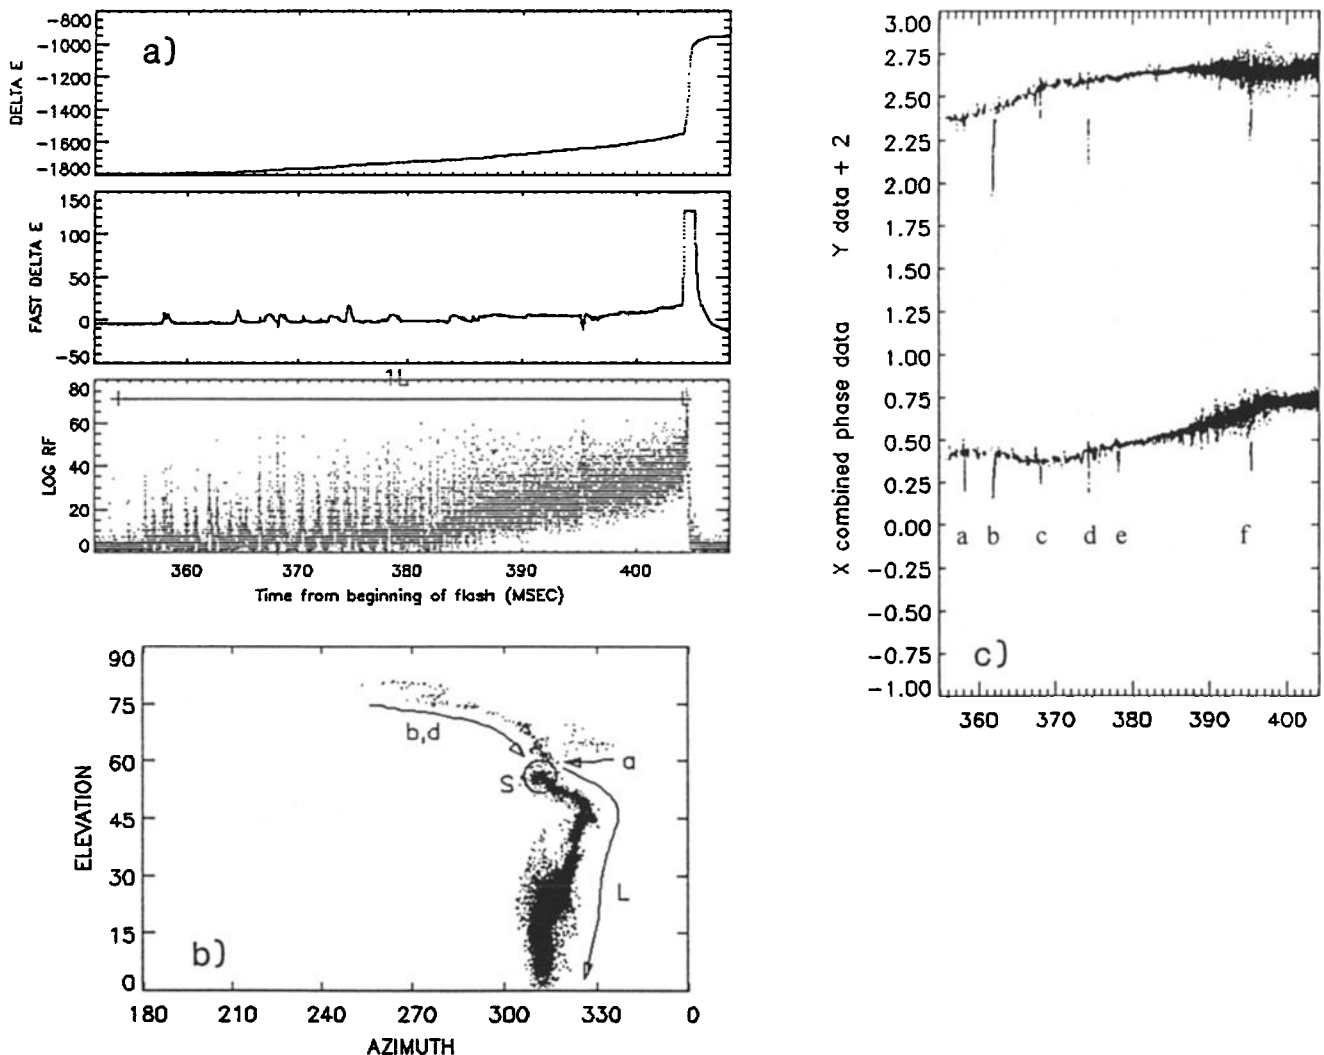 a)
DELTA E
-800
-1000
-1200
-1400
-1600
-1800
FAST DELTA E
150
100
50
0
-50
1L
LOG RF
80
60
40
20
0
360 370 380 390 400
Time from beginning of flash (MSEC)
b)
ELEVATION
90
75
60
45
30
15
0
b,d
a
S
L
180 210 240 270 300 330 0
AZIMUTH
c)
X combined phase data Y data + 2
3.00
2.75
2.50
2.25
2.00
1.75
1.50
1.25
1.00
0.75
0.50
0.25
0.00
-0.25
-0.50
-0.75
-1.00
a b c d e f
360 370 380 390 400